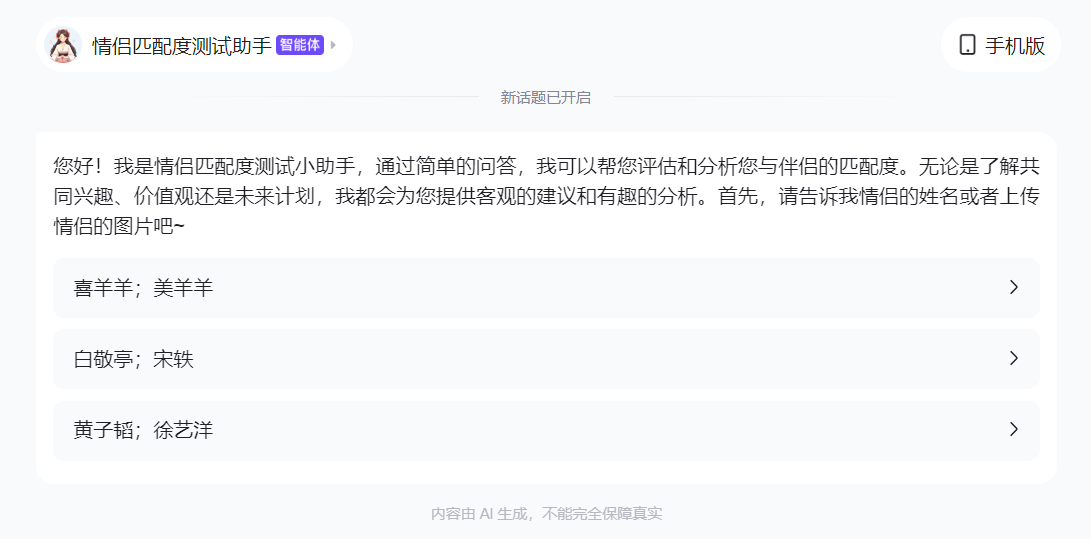 情侣匹配度测试助手 智能体
手机版
新话题已开启
您好！我是情侣匹配度测试小助手，通过简单的问答，我可以帮您评估和分析您与伴侣的匹配度。无论是了解共
同兴趣、价值观还是未来计划，我都会为您提供客观的建议和有趣的分析。首先，请告诉我情侣的姓名或者上传
情侣的图片吧~
喜羊羊；美羊羊
白敬亭；宋轶
黄子韬；徐艺洋
内容由 AI 生成，不能完全保障真实